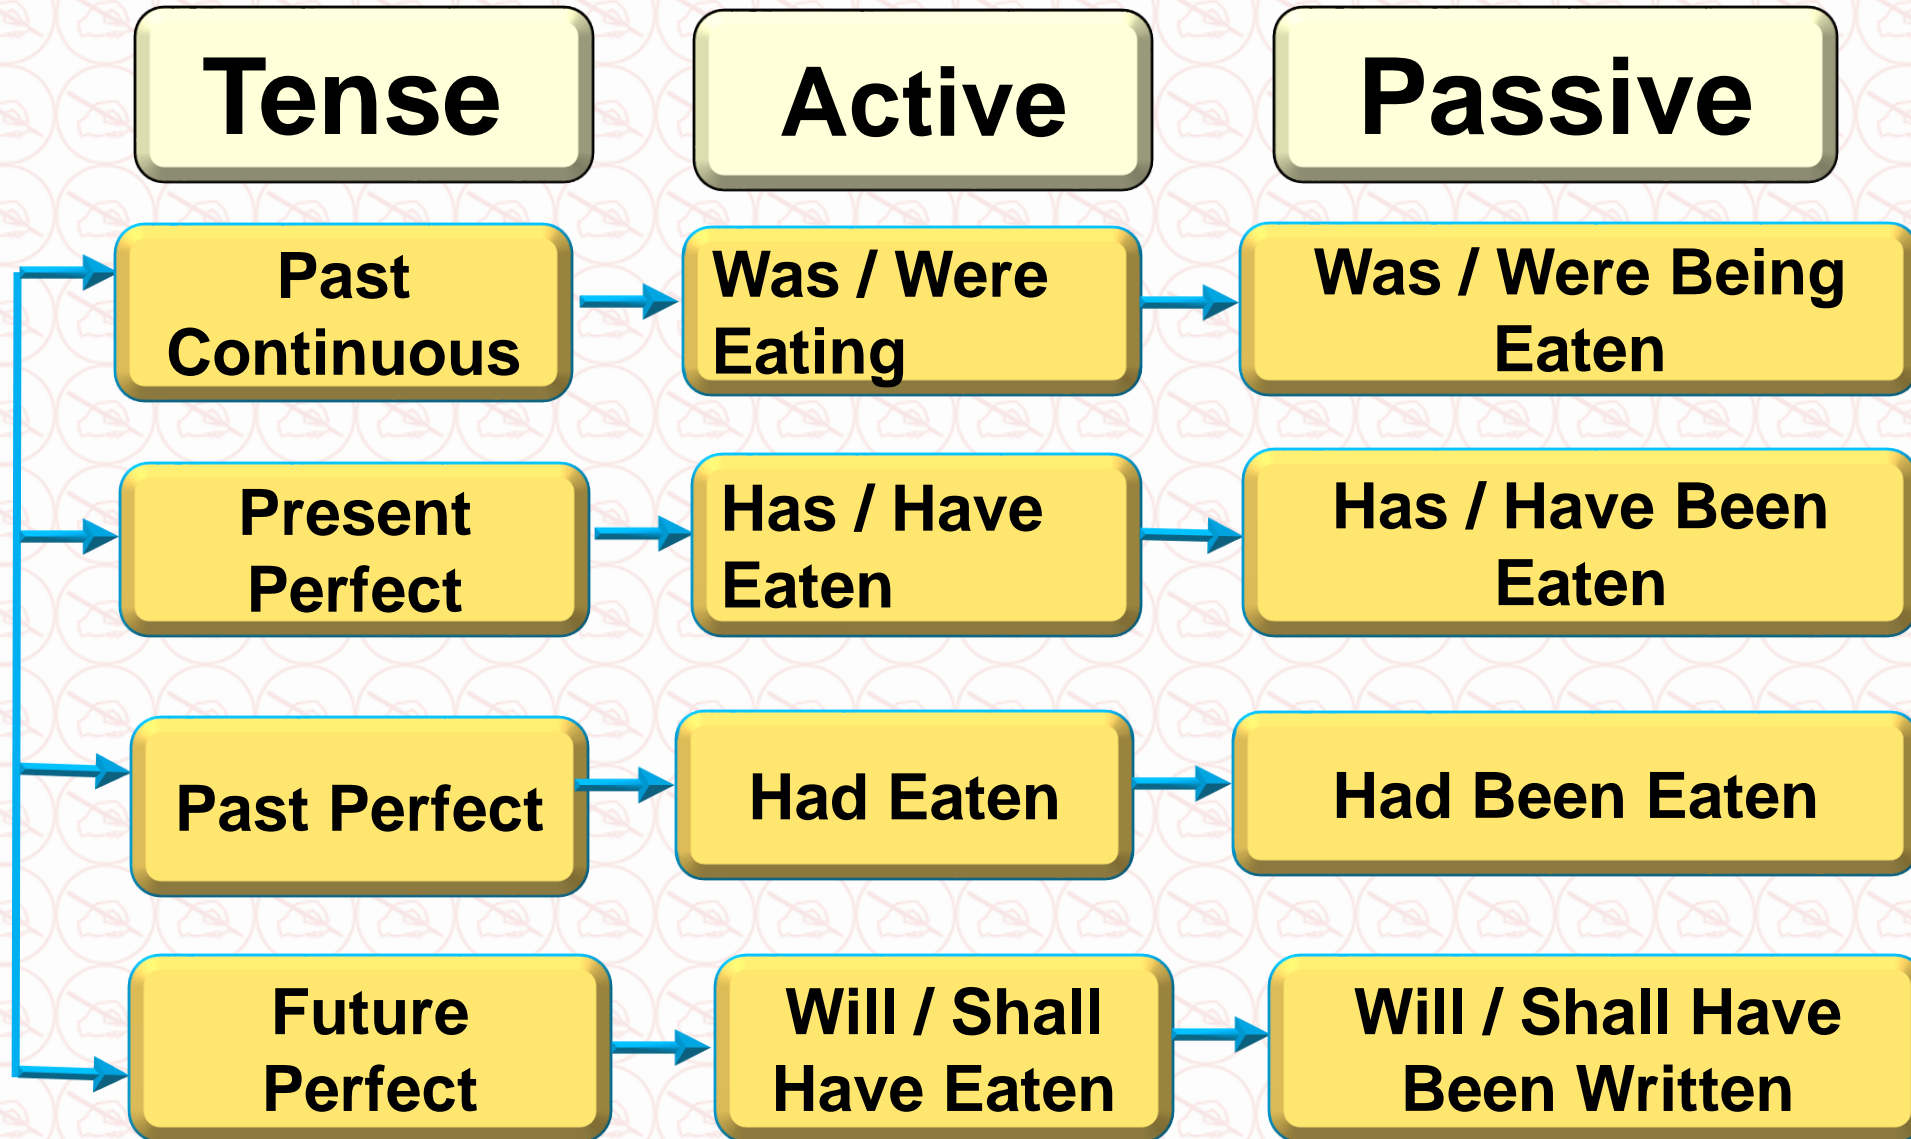 Tense
Active
Passive
Past
Continuous
Was / Were
Eating
Was / Were Being
Eaten
Present
Perfect
Has / Have
Eaten
Has / Have Been
Eaten
Past Perfect
Had Eaten
Had Been Eaten
Future
Perfect
Will / Shall
Have Eaten
Will / Shall Have
Been Written